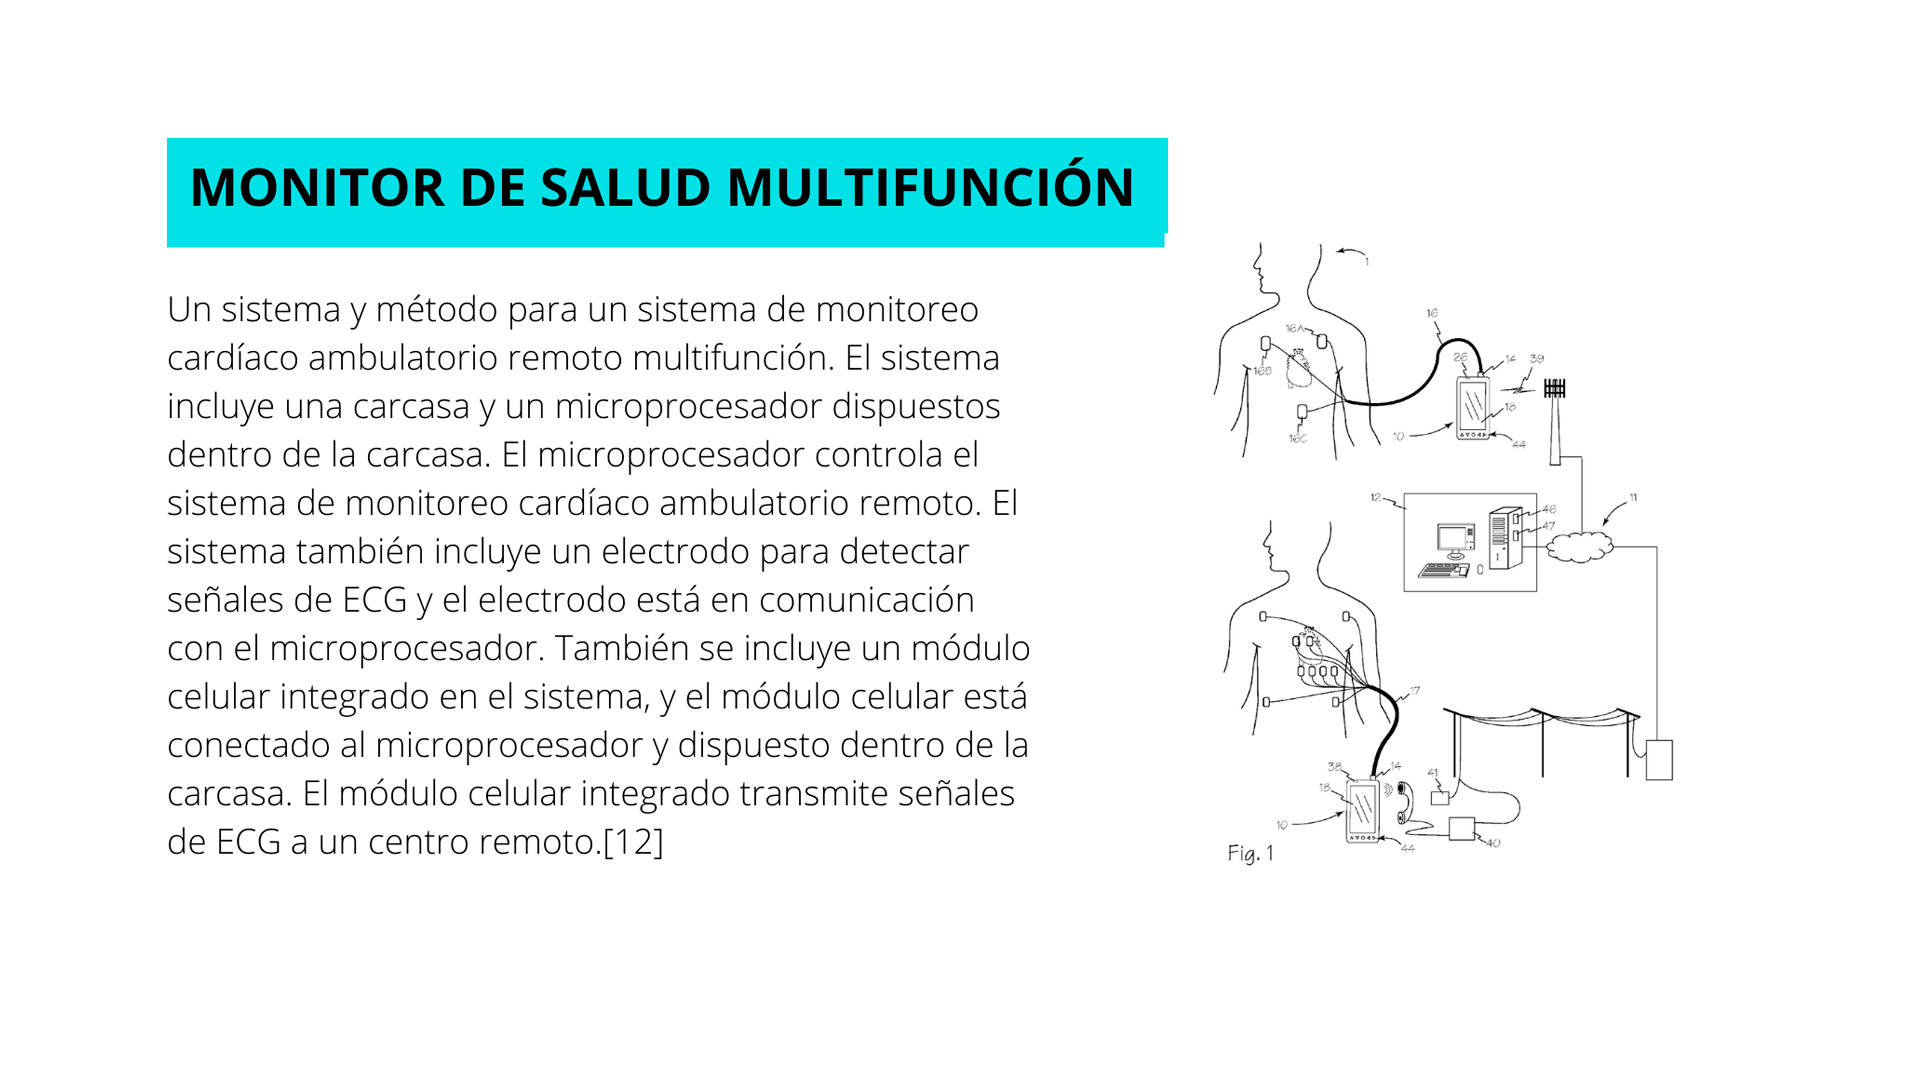 MONITOR DE SALUD MULTIFUNCIÓN
Un sistema y método para un sistema de monitoreo
cardíaco ambulatorio remoto multifunción. El sistema
incluye una carcasa y un microprocesador dispuestos
dentro de la carcasa. El microprocesador controla el
sistema de monitoreo cardíaco ambulatorio remoto. El
sistema también incluye un electrodo para detectar
señales de ECG y el electrodo está en comunicación
con el microprocesador. También se incluye un módulo
celular integrado en el sistema, y el módulo celular está
conectado al microprocesador y dispuesto dentro de la
carcasa. El módulo celular integrado transmite señales
de ECG a un centro remoto.[12]
1
16
16A
26
14
39
16B
18
16C
10
44
12
46
11
47
17
38
14
41
18
10
44
40
Fig. 1